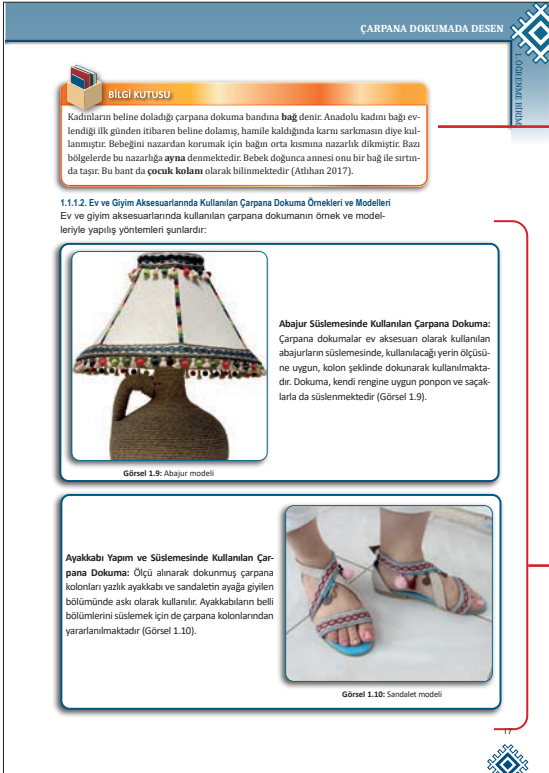 ÇARPANA DOKUMADA DESEN
1. ÖĞRENME BİRİMİ
BİLGİ KUTUSU
Kadınların beline doladığı çarpana dokuma bandına bağ denir. Anadolu kadını bağı ev-
lendiği ilk günden itibaren beline dolamış, hamile kaldığında karnı sarkmasın diye kul-
lanmıştır. Bebeğini nazardan korumak için bağın orta kısmına nazarlık dikmiştir. Bazı
bölgelerde bu nazarlığa ayna denmektedir. Bebek doğunca annesi onu bir bağ ile sırtın-
da taşır. Bu bant da çocuk kolanı olarak bilinmektedir (Atlıhan 2017).
1.1.1.2. Ev ve Giyim Aksesuarlarında Kullanılan Çarpana Dokuma Örnekleri ve Modelleri
Ev ve giyim aksesuarlarında kullanılan çarpana dokumanın örnek ve model-
leriyle yapılış yöntemleri şunlardır:
Abajur Süslemesinde Kullanılan Çarpana Dokuma:
Çarpana dokumalar ev aksesuarı olarak kullanılan
abajurların süslemesinde, kullanılacağı yerin ölçüsü-
ne uygun, kolon şeklinde dokunarak kullanılmakta-
dır. Dokuma, kendi rengine uygun ponpon ve saçak-
larla da süslenmektedir (Görsel 1.9).
Görsel 1.9: Abajur modeli
Ayakkabı Yapım ve Süslemesinde Kullanılan Çar-
pana Dokuma: Ölçü alınarak dokunmuş çarpana
kolonları yazlık ayakkabı ve sandaletin ayağa giyilen
bölümünde askı olarak kullanılır. Ayakkabıların belli
bölümlerini süslemek için de çarpana kolonlarından
yararlanılmaktadır (Görsel 1.10).
Görsel 1.10: Sandalet modeli
17